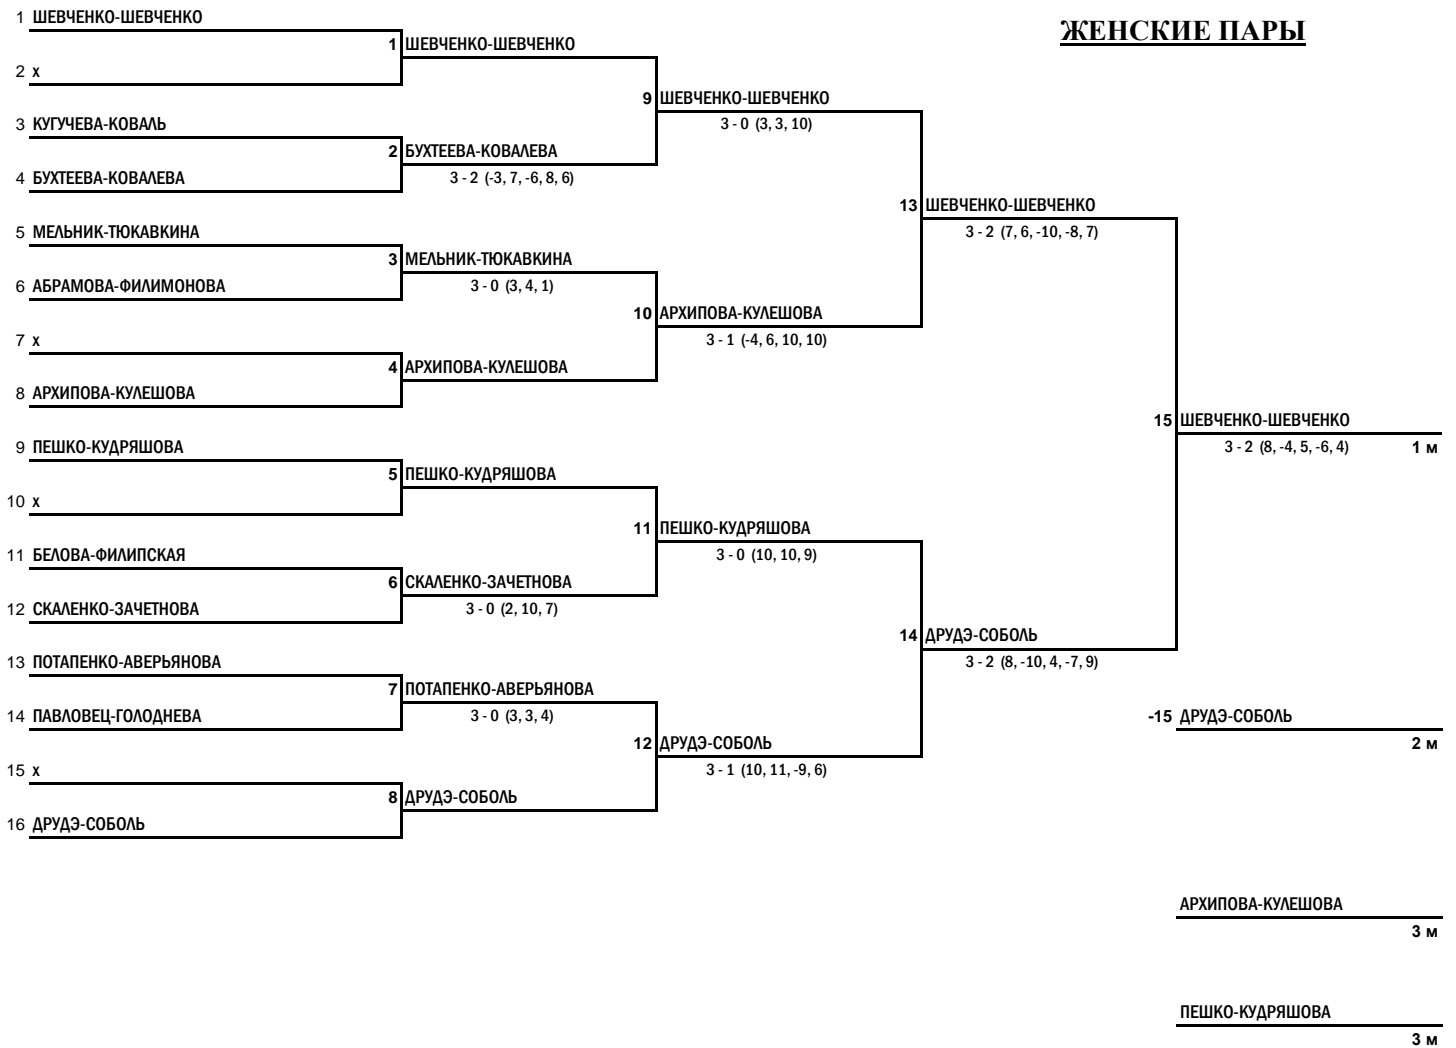 ЖЕНСКИЕ ПАРЫ
1 ШЕВЧЕНКО-ШЕВЧЕНКО
1 ШЕВЧЕНКО-ШЕВЧЕНКО
2 х
9 ШЕВЧЕНКО-ШЕВЧЕНКО
3 - 0 (3, 3, 10)
3 КУГУЧЕВА-КОВАЛЬ
2 БУХТЕЕВА-КОВАЛЕВА
3 - 2 (-3, 7, -6, 8, 6)
4 БУХТЕЕВА-КОВАЛЕВА
13 ШЕВЧЕНКО-ШЕВЧЕНКО
3 - 2 (7, 6, -10, -8, 7)
5 МЕЛЬНИК-ТЮКАВКИНА
3 МЕЛЬНИК-ТЮКАВКИНА
3 - 0 (3, 4, 1)
6 АБРАМОВА-ФИЛИМОНОВА
10 АРХИПОВА-КУЛЕШОВА
3 - 1 (-4, 6, 10, 10)
7 х
4 АРХИПОВА-КУЛЕШОВА
8 АРХИПОВА-КУЛЕШОВА
15 ШЕВЧЕНКО-ШЕВЧЕНКО
3 - 2 (8, -4, 5, -6, 4) 1 м
9 ПЕШКО-КУДРЯШОВА
5 ПЕШКО-КУДРЯШОВА
10 х
11 ПЕШКО-КУДРЯШОВА
3 - 0 (10, 10, 9)
11 БЕЛОВА-ФИЛИПСКАЯ
6 СКАЛЕНКО-ЗАЧЕТНОВА
3 - 0 (2, 10, 7)
12 СКАЛЕНКО-ЗАЧЕТНОВА
14 ДРУДЭ-СОБОЛЬ
3 - 2 (8, -10, 4, -7, 9)
13 ПОТАПЕНКО-АВЕРЬЯНОВА
7 ПОТАПЕНКО-АВЕРЬЯНОВА
3 - 0 (3, 3, 4)
14 ПАВЛОВЕЦ-ГОЛОДНЕВА
-15 ДРУДЭ-СОБОЛЬ
2 м
12 ДРУДЭ-СОБОЛЬ
3 - 1 (10, 11, -9, 6)
15 х
8 ДРУДЭ-СОБОЛЬ
16 ДРУДЭ-СОБОЛЬ
АРХИПОВА-КУЛЕШОВА
3 м
ПЕШКО-КУДРЯШОВА
3 м